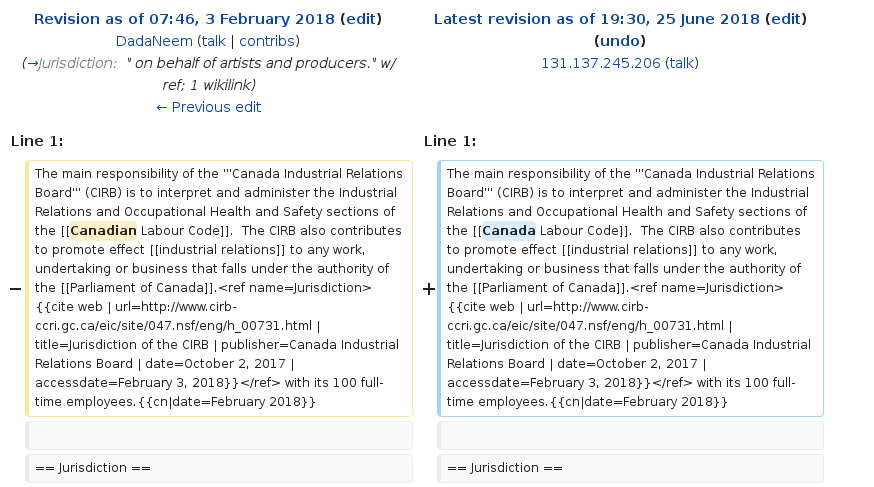 Revision as of 07:46, 3 February 2018 (edit)
DadaNeem (talk | contribs)
(→Jurisdiction: " on behalf of artists and producers." w/
ref; 1 wikilink)
← Previous edit
Latest revision as of 19:30, 25 June 2018 (edit)
(undo)
131.137.245.206 (talk)
Line 1:
Line 1:
−
The main responsibility of the '''Canada Industrial Relations
Board''' (CIRB) is to interpret and administer the Industrial
Relations and Occupational Health and Safety sections of
the [[Canadian Labour Code]].  The CIRB also contributes
to promote effect [[industrial relations]] to any work,
undertaking or business that falls under the authority of
the [[Parliament of Canada]].<ref name=Jurisdiction>
{{cite web | url=http://www.cirb-
ccri.gc.ca/eic/site/047.nsf/eng/h_00731.html |
title=Jurisdiction of the CIRB | publisher=Canada Industrial
Relations Board | date=October 2, 2017 |
accessdate=February 3, 2018}}</ref> with its 100 full-
time employees.{{cn|date=February 2018}}
+
The main responsibility of the '''Canada Industrial Relations
Board''' (CIRB) is to interpret and administer the Industrial
Relations and Occupational Health and Safety sections of
the [[Canada Labour Code]].  The CIRB also contributes
to promote effect [[industrial relations]] to any work,
undertaking or business that falls under the authority of
the [[Parliament of Canada]].<ref name=Jurisdiction>
{{cite web | url=http://www.cirb-
ccri.gc.ca/eic/site/047.nsf/eng/h_00731.html |
title=Jurisdiction of the CIRB | publisher=Canada Industrial
Relations Board | date=October 2, 2017 |
accessdate=February 3, 2018}}</ref> with its 100 full-
time employees.{{cn|date=February 2018}}
== Jurisdiction ==
== Jurisdiction ==